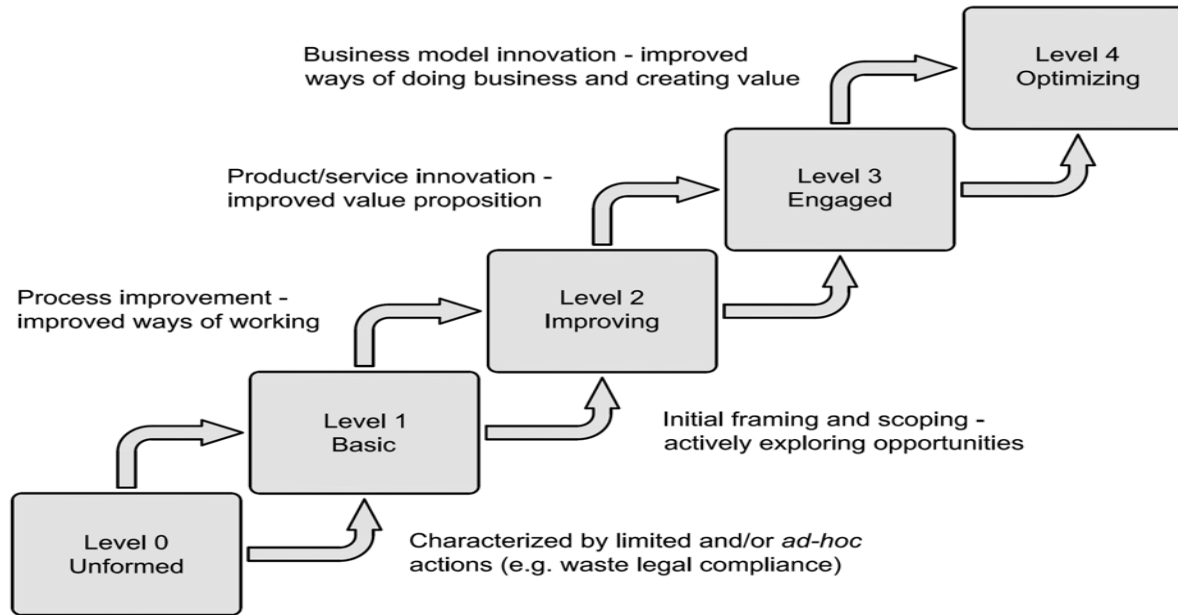 Business model innovation - improved
ways of doing business and creating value
Level 4
Optimizing
Product/service innovation -
improved value proposition
Level 3
Engaged
Process improvement -
improved ways of working
Level 2
Improving
Level 1
Basic
Initial framing and scoping -
actively exploring opportunities
Level 0
Unformed
Characterized by limited and/or ad-hoc
actions (e.g. waste legal compliance)